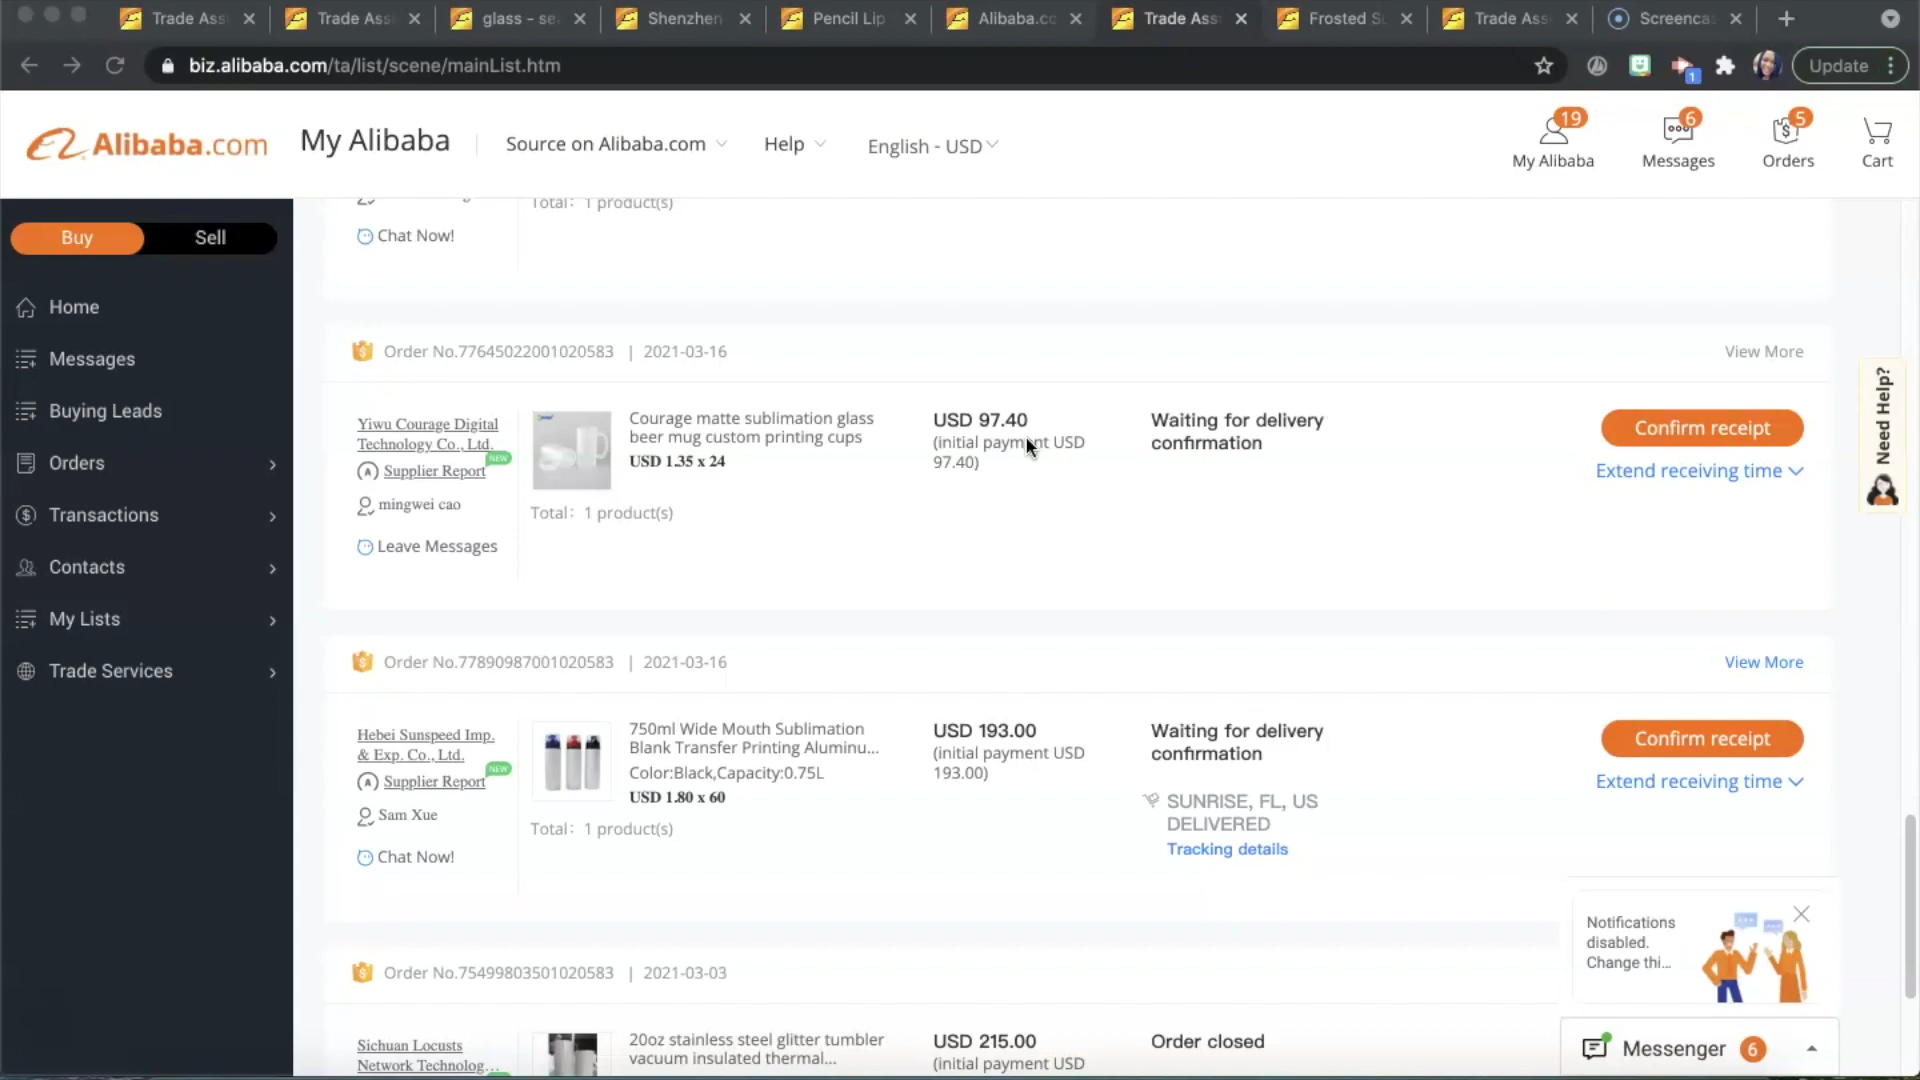 Trade Ass
Trade Ass
glass - se
Shenzhen
Pencil Lip
Alibaba.co
Trade Ass
Frosted S
Trade Ass
Screenca
biz.alibaba.com/ta/list/scene/mainList.htm
1
Update
Alibaba.com
My Alibaba
Source on Alibaba.com
Help
English - USD
19
My Alibaba
6
Messages
5
Orders
Cart
Buy
Sell
Home
Messages
Buying Leads
Orders
Transactions
Contacts
My Lists
Trade Services
Total: 1 product(s)
Chat Now!
Order No.77645022001020583 | 2021-03-16
View More
Yiwu Courage Digital
Technology Co., Ltd.
NEW
Supplier Report
mingwei cao
Leave Messages
Courage matte sublimation glass
beer mug custom printing cups
USD 1.35 x 24
Total: 1 product(s)
USD 97.40
(initial payment USD
97.40)
Waiting for delivery
confirmation
Confirm receipt
Extend receiving time
Need Help?
Order No.77890987001020583 | 2021-03-16
View More
Hebei Sunspeed Imp.
& Exp. Co., Ltd.
NEW
Supplier Report
Sam Xue
Chat Now!
750ml Wide Mouth Sublimation
Blank Transfer Printing Aluminu...
Color:Black,Capacity:0.75L
USD 1.80 x 60
Total: 1 product(s)
USD 193.00
(initial payment USD
193.00)
Waiting for delivery
confirmation
SUNRISE, FL, US
DELIVERED
Tracking details
Confirm receipt
Extend receiving time
Notifications
disabled.
Change thi...
Order No.75499803501020583 | 2021-03-03
Sichuan Locusts
Network Technolog...
20oz stainless steel glitter tumbler
vacuum insulated thermal...
USD 215.00
(initial payment USD
Order closed
Messenger 6